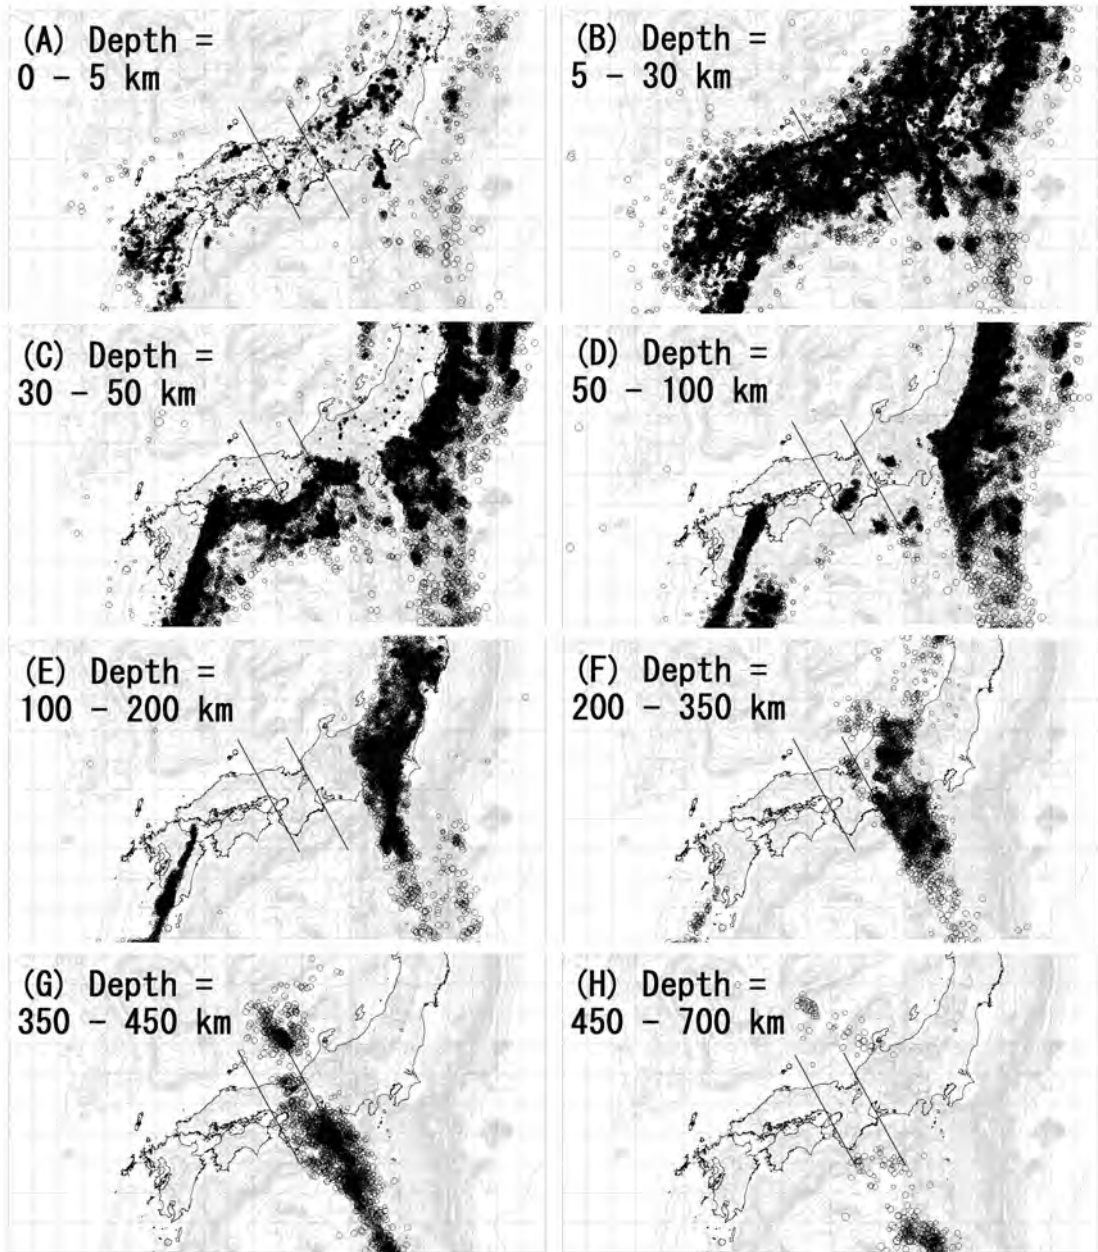 (A) Depth =
0 – 5 km
(B) Depth =
5 – 30 km
(C) Depth =
30 – 50 km
(D) Depth =
50 – 100 km
(E) Depth =
100 – 200 km
(F) Depth =
200 – 350 km
(G) Depth =
350 – 450 km
(H) Depth =
450 – 700 km